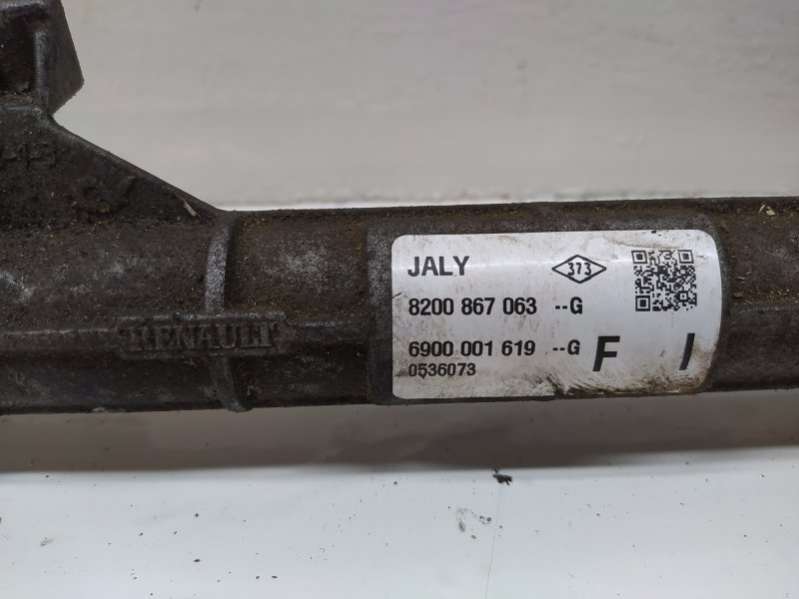 JALY 373
8200 867 063 --G
6900 001 619 --G F I
0536073
RENAULT